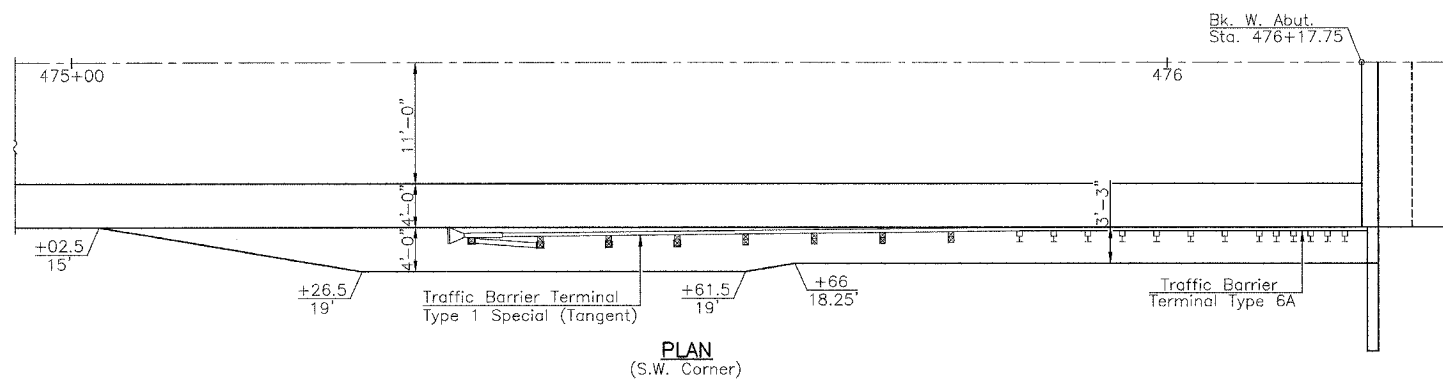 Bk. W. Abut.
Sta. 476+17.75
475+00
476
11'-0"
4'-0"
4'-0"
3'-3"
+02.5
15'
+26.5
19'
Traffic Barrier Terminal
Type 1 Special (Tangent)
+61.5
19'
+66
18.25'
Traffic Barrier
Terminal Type 6A
PLAN
(S.W. Corner)